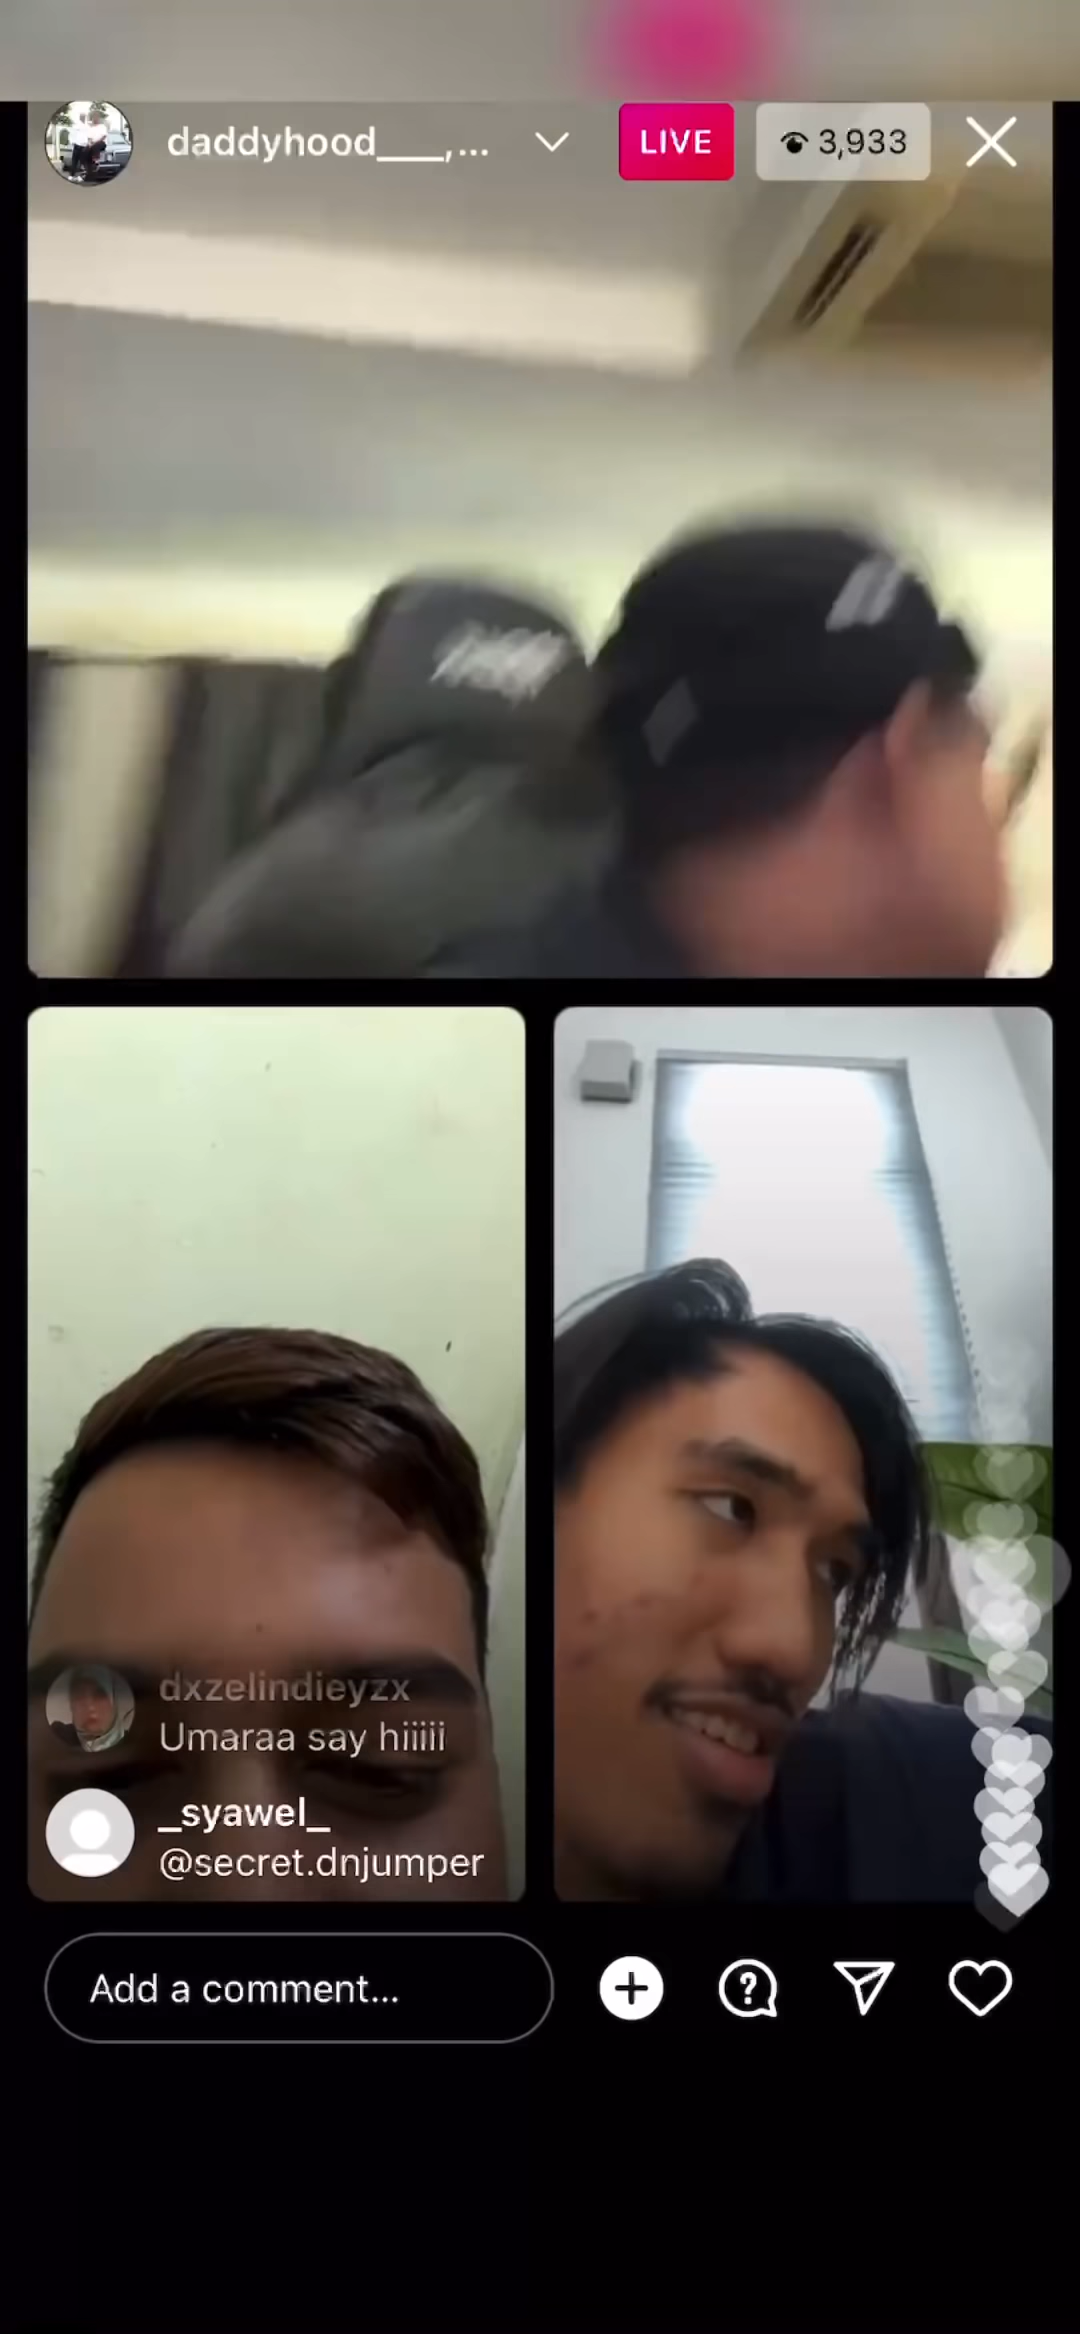 daddyhood___,...
LIVE
3,933
dxzelindieyzx
Umaraa say hiiiii
_syawel_
@secret.dnjumper
Add a comment...